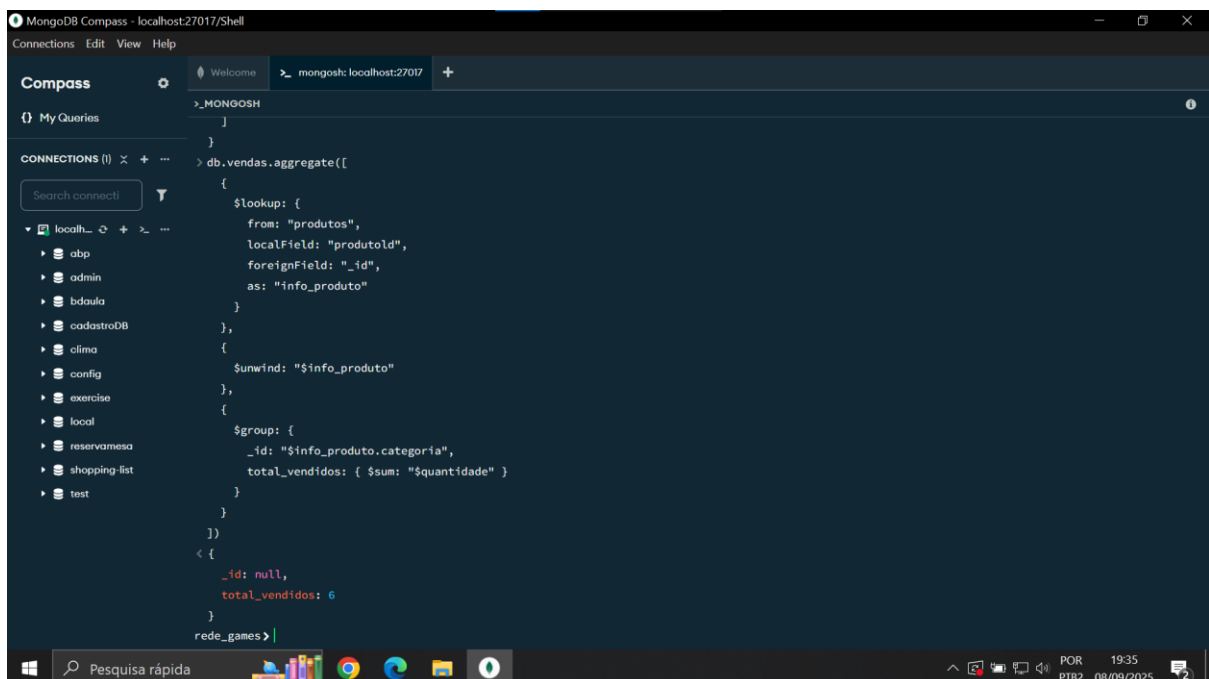 MongoDB Compass - localhost:27017/Shell
Connections Edit View Help
Compass
Welcome
>_ mongosh: localhost:27017
+
>_MONGOSH
{} My Queries
CONNECTIONS (1)
Search connecti
localh...
abp
admin
bdaula
cadastroDB
clima
config
exercise
local
reservamesa
shopping-list
test
]
}
> db.vendas.aggregate([
{
$lookup: {
from: "produtos",
localField: "produtoId",
foreignField: "_id",
as: "info_produto"
}
},
{
$unwind: "$info_produto"
},
{
$group: {
_id: "$info_produto.categoria",
total_vendidos: { $sum: "$quantidade" }
}
}
])
< {
_id: null,
total_vendidos: 6
}
rede_games>
Pesquisa rápida
POR
PTB2
19:35
08/09/2025
2